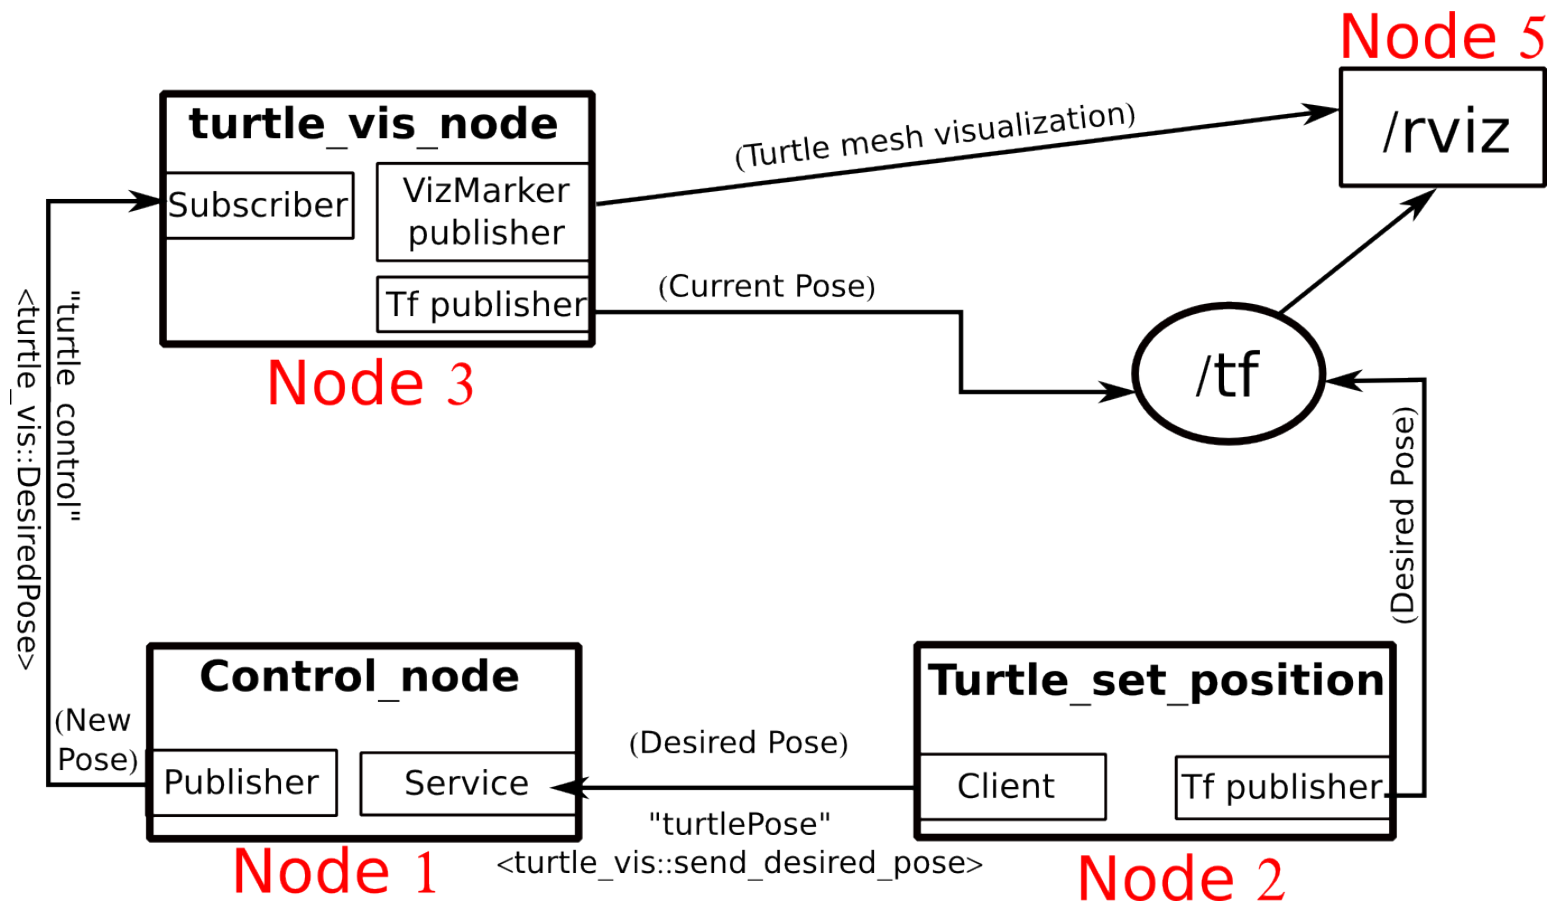 Node 5
/rviz
turtle_vis_node
Subscriber
VizMarker
publisher
Tf publisher
Node 3
(Turtle mesh visualization)
(Current Pose)
/tf
"turtle_control"
<turtle_vis::DesiredPose>
(Desired Pose)
Control_node
(New
Pose)
Publisher
Service
Node 1
(Desired Pose)
"turtlePose"
<turtle_vis::send_desired_pose>
Turtle_set_position
Client
Tf publisher
Node 2